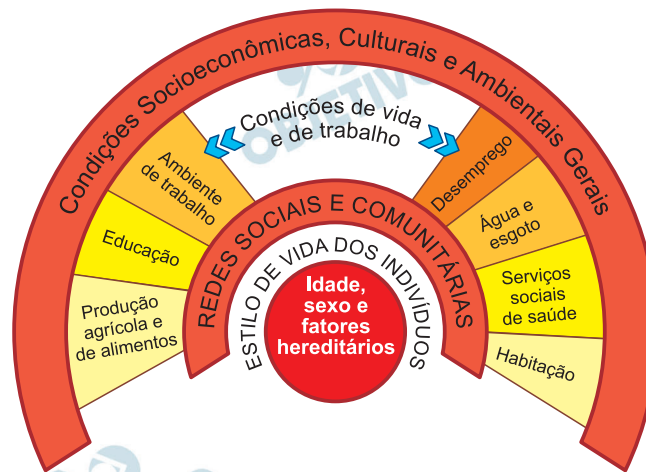 Condições Socioeconômicas, Culturais e Ambientais Gerais
OBJETIVO
Condições de vida
e de trabalho
Ambiente
de trabalho
Educação
Produção
agrícola e
de alimentos
Desemprego
Água e
esgoto
Serviços
sociais
de saúde
Habitação
REDES SOCIAIS E COMUNITÁRIAS
ESTILO DE VIDA DOS INDIVÍDUOS
Idade,
sexo e
fatores
hereditários